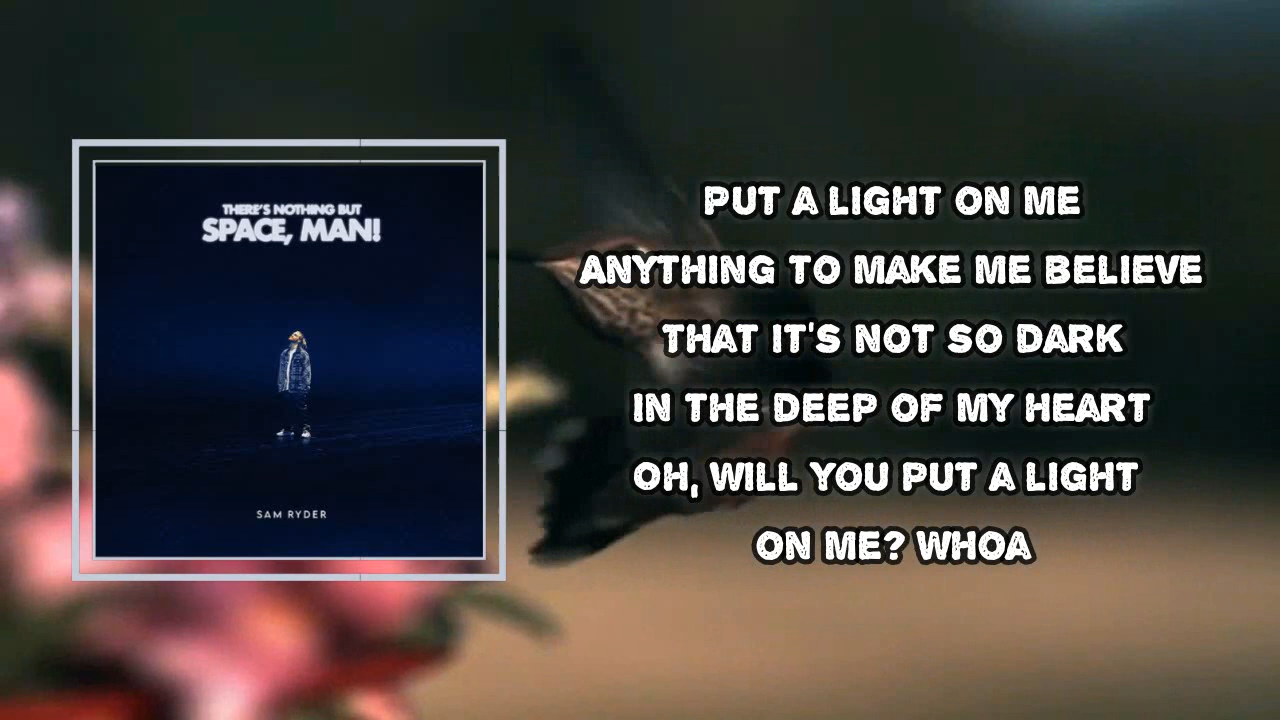 THERE'S NOTHING BUT
SPACE, MAN!
SAM RYDER
PUT A LIGHT ON ME
ANYTHING TO MAKE ME BELIEVE
THAT IT'S NOT SO DARK
IN THE DEEP OF MY HEART
OH, WILL YOU PUT A LIGHT
ON ME? WHOA